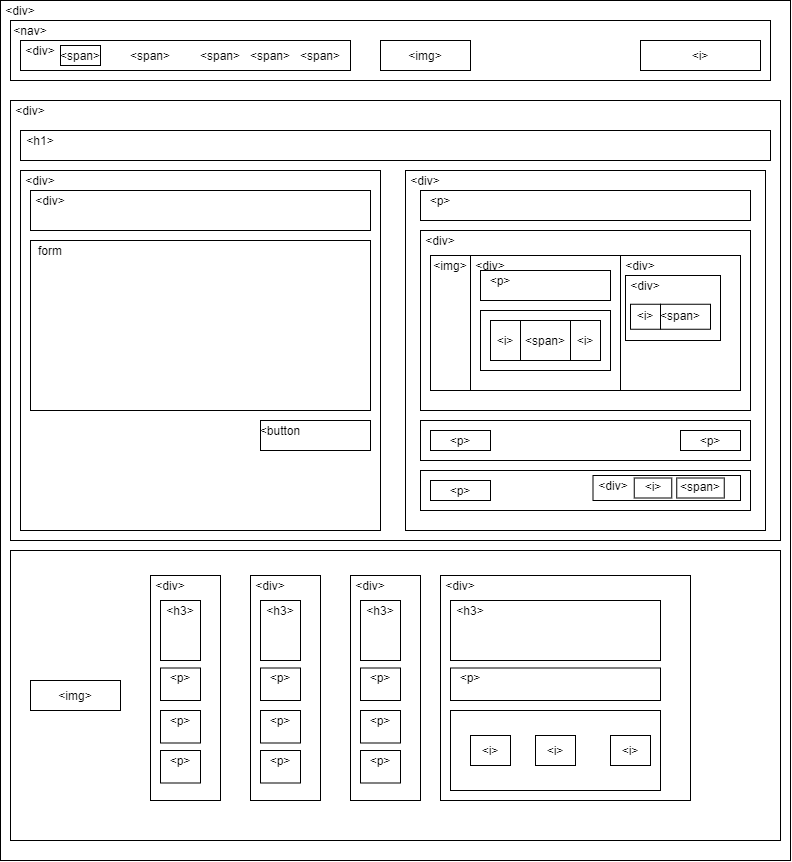 <div>
<nav>
<div> <span> <span> <span> <span> <span> <img> <i>
<div>
<h1>
<div>
<div>
form
<button
<div>
<p>
<div>
<img> <div> <div>
<p> <div>
<i> <span> <i> <i> <span>
<p> <p>
<p> <div> <i> <span>
<img>
<div> <div> <div> <div>
<h3> <h3> <h3> <h3>
<p> <p> <p> <p>
<p> <p> <p>
<i> <i> <i>
<p> <p> <p>